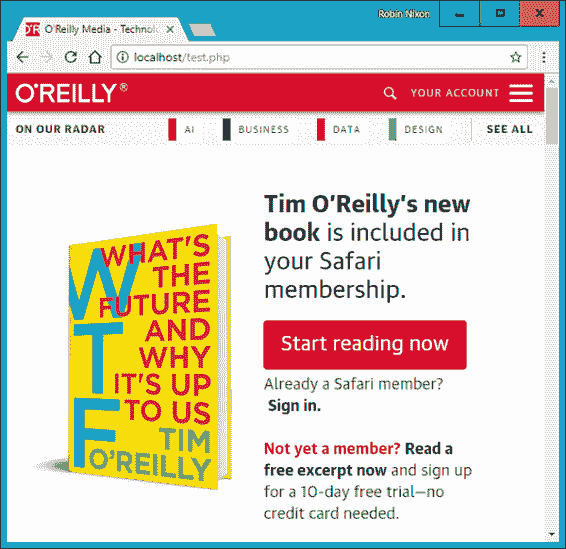 Robin Nixon
O'Reilly Media - Technolo
localhost/test.php
O'REILLY®
YOUR ACCOUNT
ON OUR RADAR
AI
BUSINESS
DATA
DESIGN
SEE ALL
WTF
WHAT'S
THE
FUTURE
AND
WHY
IT'S UP
TO US
TIM
O'REILLY
Tim O'Reilly's new
book is included in
your Safari
membership.
Start reading now
Already a Safari member?
Sign in.
Not yet a member? Read a
free excerpt now and sign up
for a 10-day free trial—no
credit card needed.